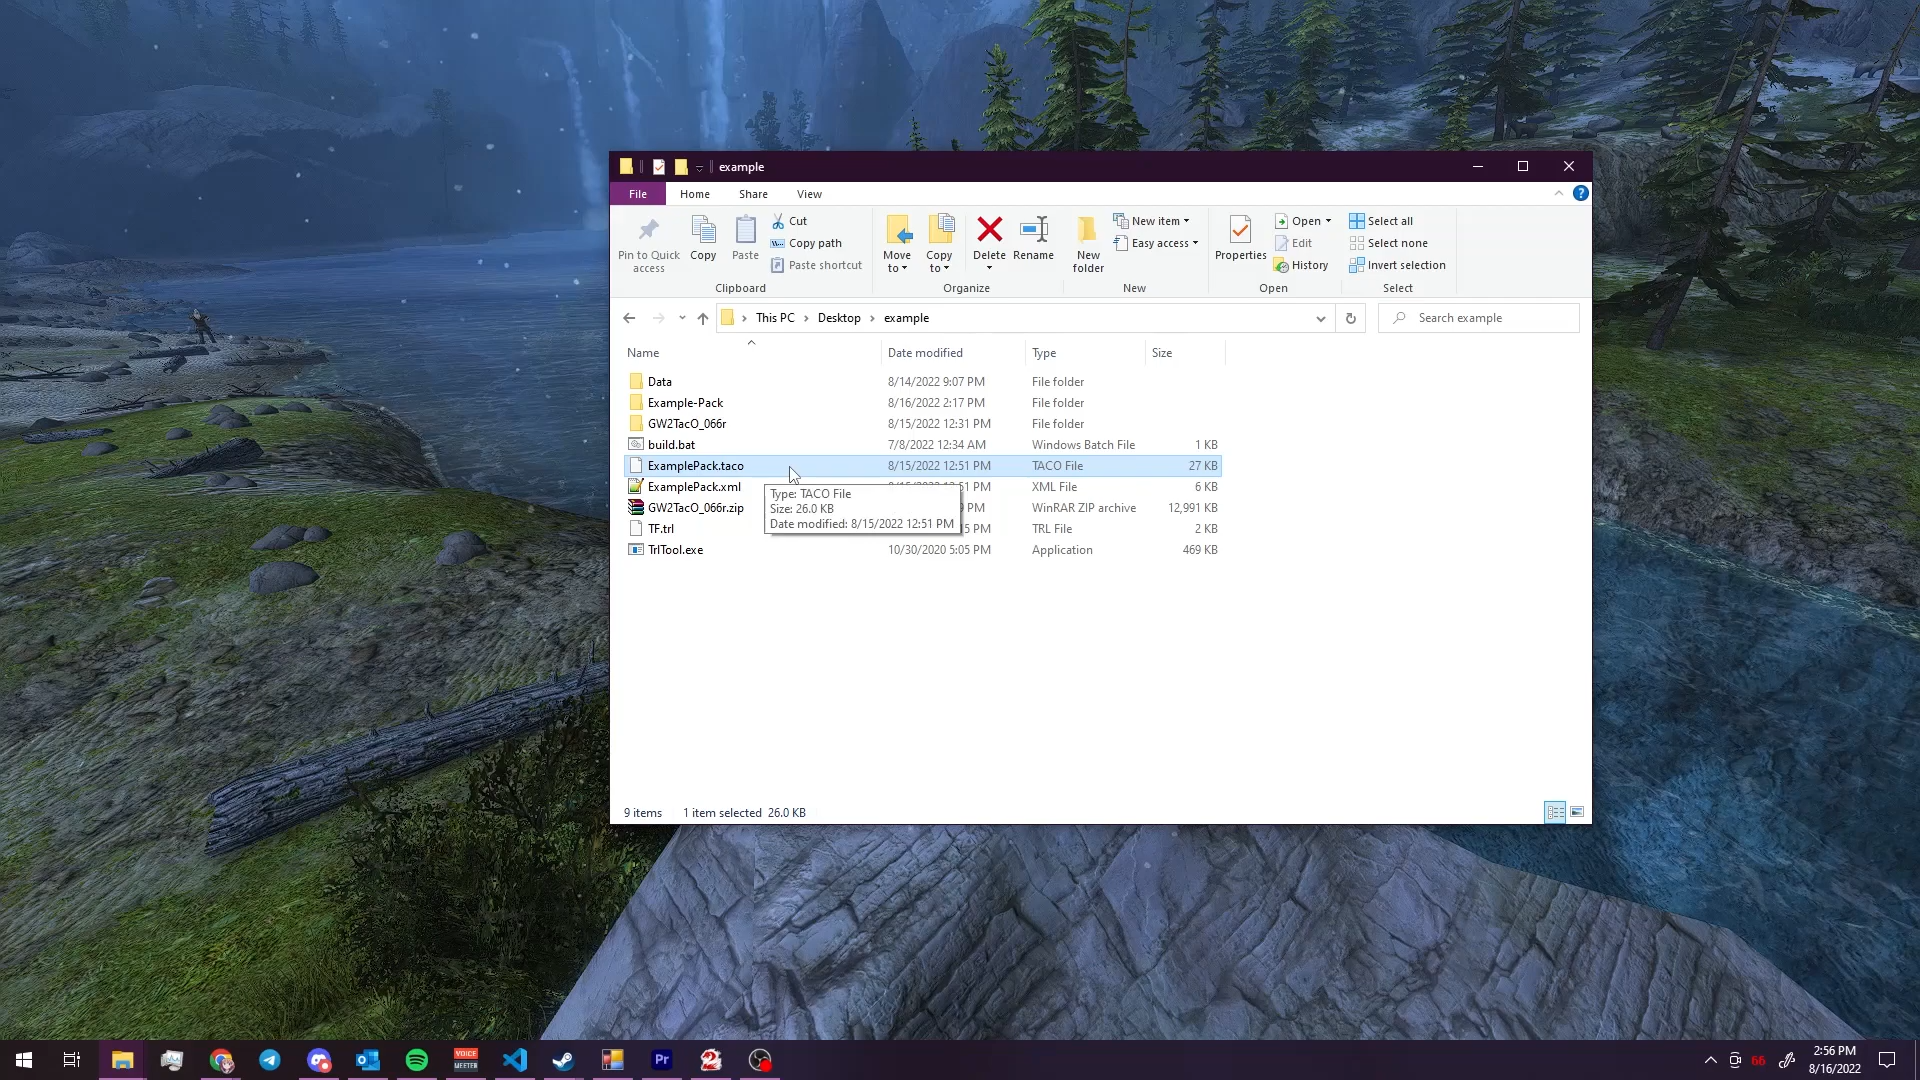 example
File Home Share View
Pin to Quick access
Copy
Paste
Cut
Copy path
Paste shortcut
Clipboard
Move to
Copy to
Delete
Rename
Organize
New folder
New item
Easy access
New
Properties
Open
Edit
History
Open
Select all
Select none
Invert selection
Select
This PC > Desktop > example
Search example
Name Date modified Type Size
Data 8/14/2022 9:07 PM File folder
Example-Pack 8/16/2022 2:17 PM File folder
GW2TacO_066r 8/15/2022 12:31 PM File folder
build.bat 7/8/2022 12:34 AM Windows Batch File 1 KB
ExamplePack.taco 8/15/2022 12:51 PM TACO File 27 KB
ExamplePack.xml XML File 6 KB
GW2TacO_066r.zip PM WinRAR ZIP archive 12,991 KB
TF.trl PM TRL File 2 KB
TrlTool.exe 10/30/2020 5:05 PM Application 469 KB
Type: TACO File
Size: 26.0 KB
Date modified: 8/15/2022 12:51 PM
9 items 1 item selected 26.0 KB
VOICE
MEETER
Pr
66
2:56 PM
8/16/2022